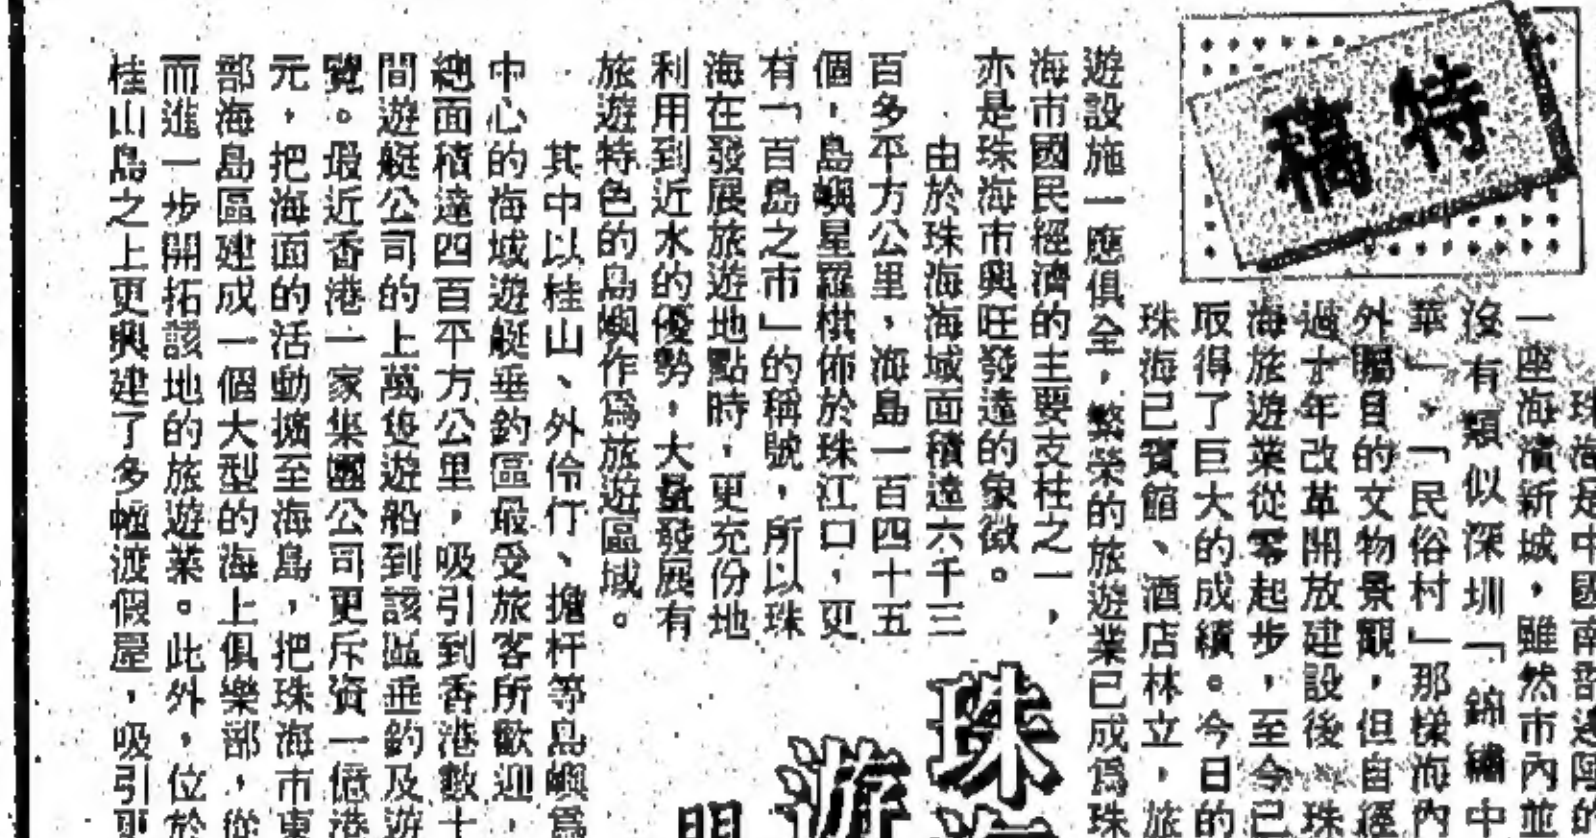 特稿
珠海是中國南部
一座海濱新城,雖然市內並
沒有類似深圳「錦繡中
華」,「民俗村」那樣海內
外矚目的文物景觀,但自經
過十年改革開放建設後,珠
海旅遊業從零起步,至今已
取得了巨大的成績。今日的
珠海已賓館、酒店林立,旅
遊設施一應俱全,繁榮的旅遊業已成爲珠
海市國民經濟的主要支柱之一,
亦是珠海市興旺發達的象徵。
由於珠海海域面積達六千三
百多平方公里,海島一百四十五
個,島嶼星羅棋佈於珠江口,更
有「百島之市」的稱號,所以珠
海在發展旅遊地點時,更充份地
利用到近水的優勢,大量發展有
旅遊特色的島嶼作爲旅遊區域。
珠海
遊
其中以桂山、外伶仃、擔杆等島嶼爲
中心的海域遊艇垂釣區最受旅客所歡迎,
總面積達四百平方公里,吸引到香港數十
間遊艇公司的上萬隻遊船到該區垂釣及遊
覽。最近香港一家集團公司更斥資一億港
元,把海面的活動擴至海島,把珠海市東
部海島區建成一個大型的海上俱樂部,從
而進一步開拓該地的旅遊業。此外,位於
桂山島之上更興建了多幢渡假屋,吸引更